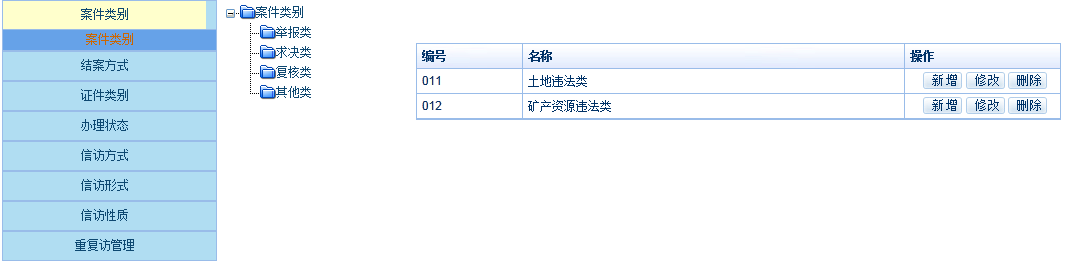 案件类别
案件类别
结案方式
证件类别
办理状态
信访方式
信访形式
信访性质
重复访管理
案件类别
举报类
求决类
复核类
其他类
编号 名称 操作
011 土地违法类 新增 修改 删除
012 矿产资源违法类 新增 修改 删除